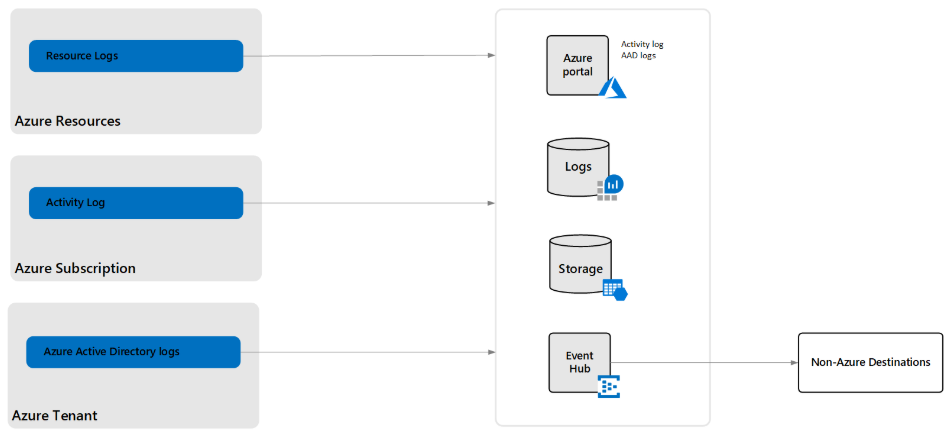 Resource Logs
Azure Resources
Activity Log
Azure Subscription
Azure Active Directory logs
Azure Tenant
Azure
portal
Activity log
AAD logs
Logs
Storage
Event
Hub
Non-Azure Destinations